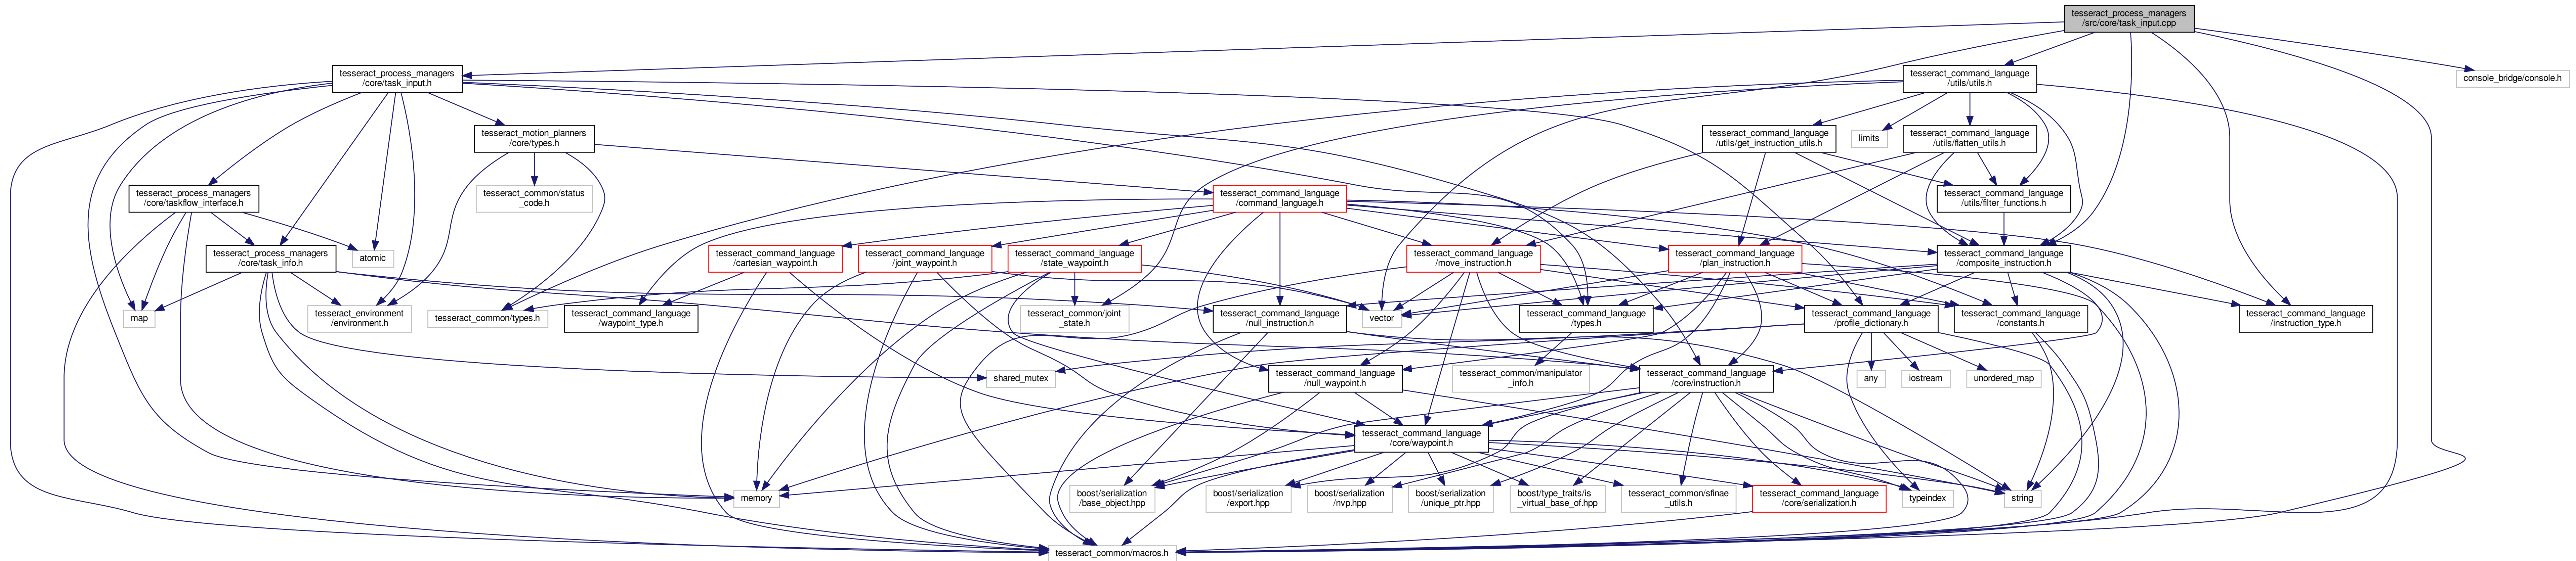 tesseract_process_managers
/src/core/task_input.cpp
tesseract_process_managers
/core/task_input.h
tesseract_command_language
/utils/utils.h
console_bridge/console.h
tesseract_motion_planners
/core/types.h
tesseract_command_language
/utils/get_instruction_utils.h
limits
tesseract_command_language
/utils/flatten_utils.h
tesseract_process_managers
/core/taskflow_interface.h
tesseract_common/status
_code.h
tesseract_command_language
/command_language.h
tesseract_command_language
/utils/filter_functions.h
tesseract_process_managers
/core/task_info.h
atomic
tesseract_command_language
/cartesian_waypoint.h
tesseract_command_language
/joint_waypoint.h
tesseract_command_language
/state_waypoint.h
tesseract_command_language
/move_instruction.h
tesseract_command_language
/plan_instruction.h
tesseract_command_language
/composite_instruction.h
map
tesseract_environment
/environment.h
tesseract_common/types.h
tesseract_command_language
/waypoint_type.h
tesseract_common/joint
_state.h
tesseract_command_language
/null_instruction.h
vector
tesseract_command_language
/types.h
tesseract_command_language
/profile_dictionary.h
tesseract_command_language
/constants.h
tesseract_command_language
/instruction_type.h
shared_mutex
tesseract_command_language
/null_waypoint.h
tesseract_common/manipulator
_info.h
tesseract_command_language
/core/instruction.h
any
iostream
unordered_map
tesseract_command_language
/core/waypoint.h
memory
boost/serialization
/base_object.hpp
boost/serialization
/export.hpp
boost/serialization
/nvp.hpp
boost/serialization
/unique_ptr.hpp
boost/type_traits/is
_virtual_base_of.hpp
tesseract_common/sfinae
_utils.h
tesseract_command_language
/core/serialization.h
typeindex
string
tesseract_common/macros.h